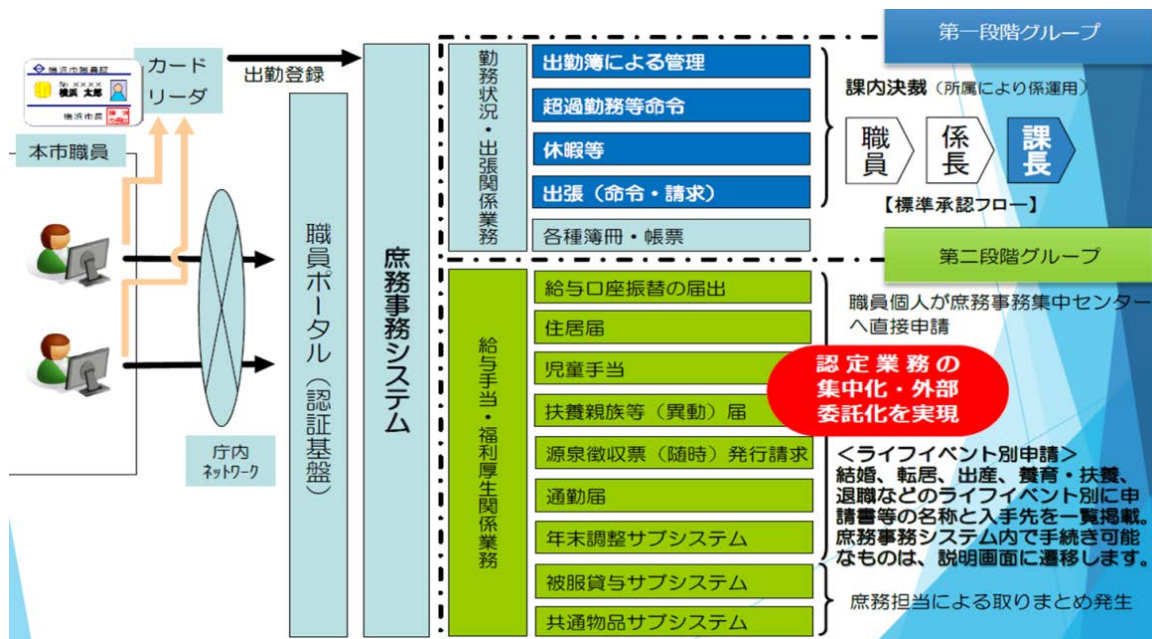 第一段階グループ
カード
リーダ
出勤登録
横浜市職員証
№ ××××
横浜 太郎
横浜市長
本市職員
庁内
ネットワーク
職員ポータル（認証基盤）
庶務事務システム
勤務状況・出張関係業務
出勤簿による管理
超過勤務等命令
休暇等
出張（命令・請求）
各種簿冊・帳票
課内決裁（所属により係運用）
職員
係長
課長
【標準承認フロー】
第二段階グループ
給与手当・福利厚生関係業務
給与口座振替の届出
住居届
児童手当
扶養親族等（異動）届
源泉徴収票（随時）発行請求
通勤届
年末調整サブシステム
被服貸与サブシステム
共通物品サブシステム
職員個人が庶務事務集中センター
へ直接申請
認定業務の
集中化・外部
委託化を実現
＜ライフイベント別申請＞
結婚、転居、出産、養育・扶養、
退職などのライフイベント別に申
請書等の名称と入手先を一覧掲載。
庶務事務システム内で手続き可能
なものは、説明画面に遷移します。
庶務担当による取りまとめ発生